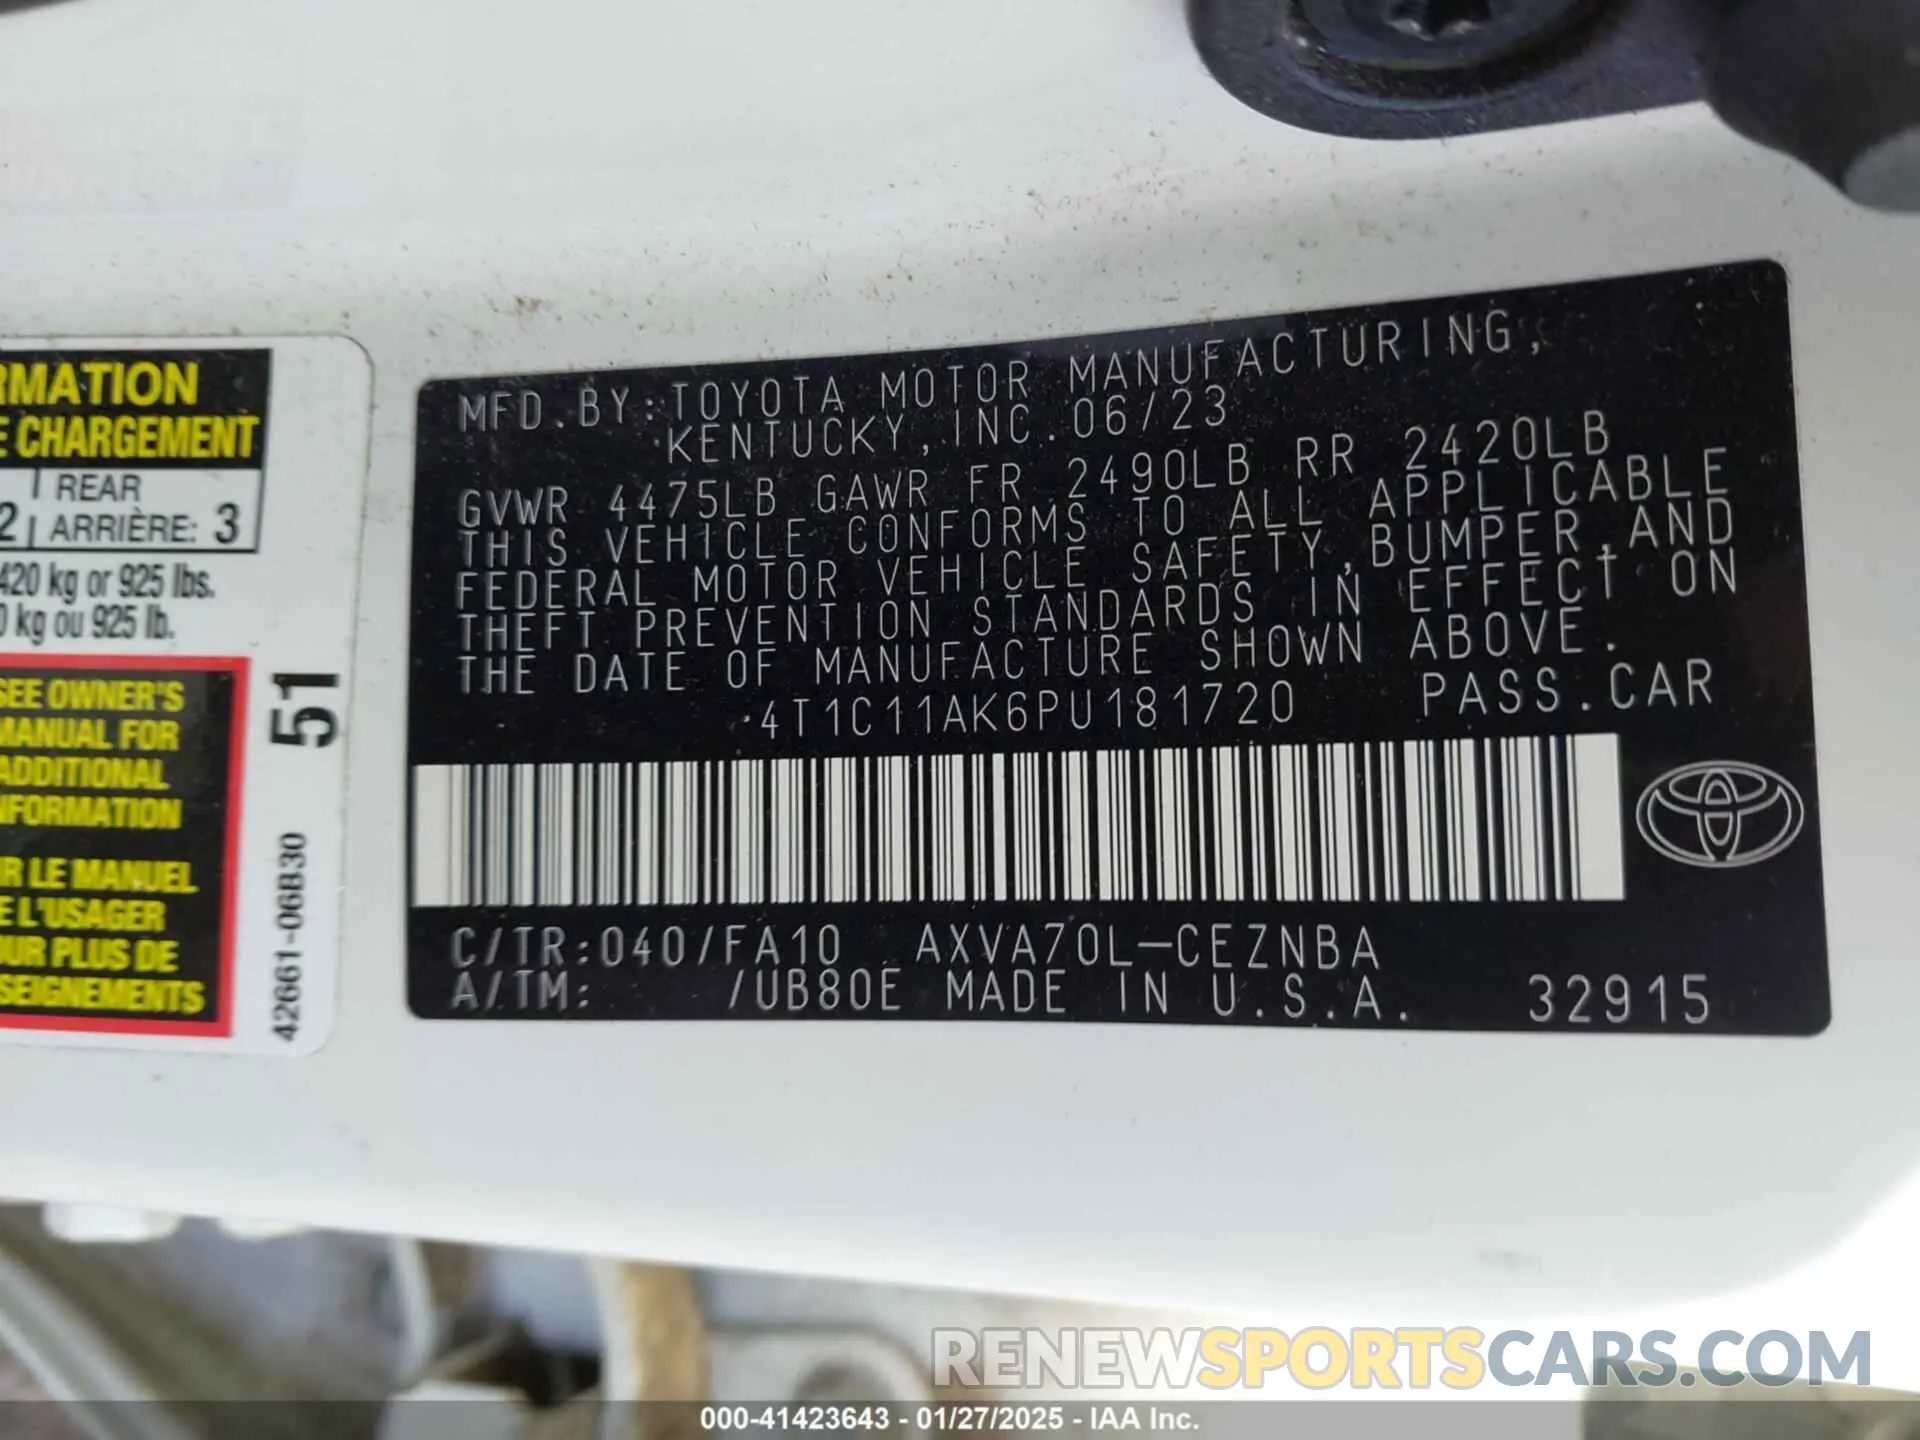 RMATION
E CHARGEMENT
2 REAR
ARRIÈRE: 3
420 kg or 925 lbs.
0 kg ou 925 lb.
SEE OWNER'S
MANUAL FOR
ADDITIONAL
INFORMATION
R LE MANUEL
E L'USAGER
OUR PLUS DE
SEIGNEMENTS
51
42661-06B30
MFD.BY:TOYOTA MOTOR MANUFACTURING,
KENTUCKY, INC. 06/23
GVWR 4475LB GAWR FR 2490LB RR 2420LB
THIS VEHICLE CONFORMS TO ALL APPLICABLE
FEDERAL MOTOR VEHICLE SAFETY, BUMPER, AND
THEFT PREVENTION STANDARDS IN EFFECT ON
THE DATE OF MANUFACTURE SHOWN ABOVE.
4T1C11AK6PU181720 PASS.CAR
C/TR:040/FA10 AXVA70L-CEZNBA
A/TM: /UB80E MADE IN U.S.A. 32915
RENEWSPORTSCARS.COM
000-41423643 - 01/27/2025 - IAA Inc.